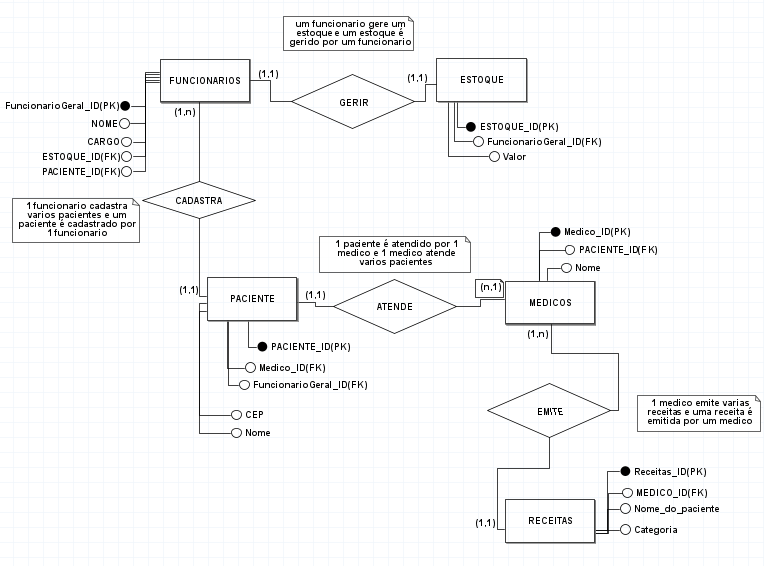 um funcionario gere um
estoque e um estoque é
gerido por um funcionario
FUNCIONARIOS
(1,1)
GERIR
(1,1)
ESTOQUE
FuncionarioGeral_ID(PK)
NOME
CARGO
ESTOQUE_ID(FK)
PACIENTE_ID(FK)
(1,n)
ESTOQUE_ID(PK)
FuncionarioGeral_ID(FK)
Valor
1 funcionario cadastra
varios pacientes e um
paciente é cadastrado por
1 funcionario
CADASTRA
1 paciente é atendido por 1
medico e 1 medico atende
varios pacientes
Medico_ID(PK)
PACIENTE_ID(FK)
Nome
(1,1)
PACIENTE
(1,1)
ATENDE
(n,1)
MEDICOS
(1,n)
PACIENTE_ID(PK)
Medico_ID(FK)
FuncionarioGeral_ID(FK)
CEP
Nome
EMITE
1 medico emite varias
receitas e uma receita é
emitida por um medico
(1,1)
RECEITAS
Receitas_ID(PK)
MEDICO_ID(FK)
Nome_do_paciente
Categoria